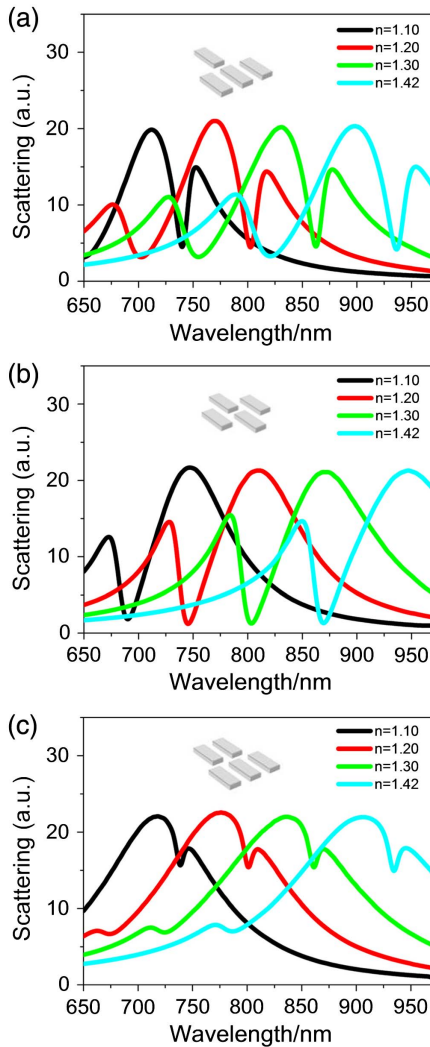 (a)
Scattering (a.u.)
30
20
10
0
n=1.10
n=1.20
n=1.30
n=1.42
650 700 750 800 850 900 950
Wavelength/nm
(b)
Scattering (a.u.)
30
20
10
0
n=1.10
n=1.20
n=1.30
n=1.42
650 700 750 800 850 900 950
Wavelength/nm
(c)
Scattering (a.u.)
30
20
10
0
n=1.10
n=1.20
n=1.30
n=1.42
650 700 750 800 850 900 950
Wavelength/nm